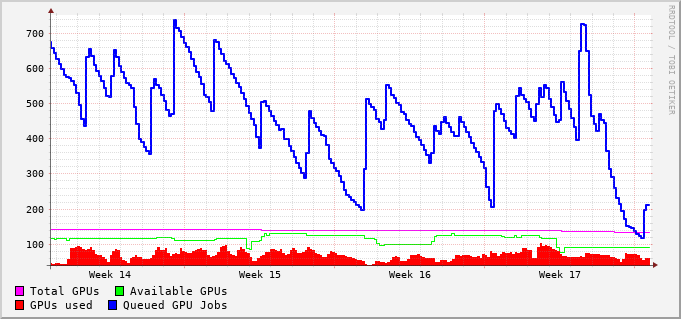 RRDTOOL / TOBI OETIKER
700
600
500
400
300
200
100
Week 14 Week 15 Week 16 Week 17
Total GPUs Available GPUs
GPUs used Queued GPU Jobs